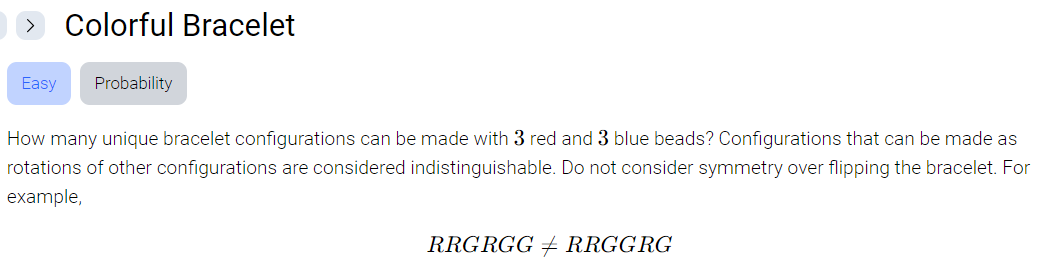 > Colorful Bracelet
Easy Probability
How many unique bracelet configurations can be made with 3 red and 3 blue beads? Configurations that can be made as
rotations of other configurations are considered indistinguishable. Do not consider symmetry over flipping the bracelet. For
example,
RRGRGG ≠ RRGGRG